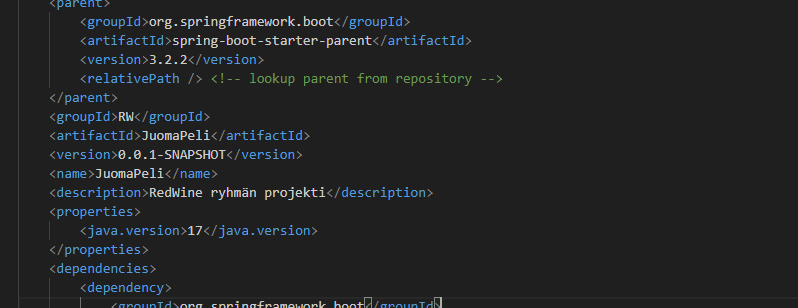 <parent>
<groupId>org.springframework.boot</groupId>
<artifactId>spring-boot-starter-parent</artifactId>
<version>3.2.2</version>
<relativePath /> <!-- lookup parent from repository -->
</parent>
<groupId>RW</groupId>
<artifactId>JuomaPeli</artifactId>
<version>0.0.1-SNAPSHOT</version>
<name>JuomaPeli</name>
<description>RedWine ryhmän projekti</description>
<properties>
<java.version>17</java.version>
</properties>
<dependencies>
<dependency>
<groupId>org.springframework.boot</groupId>